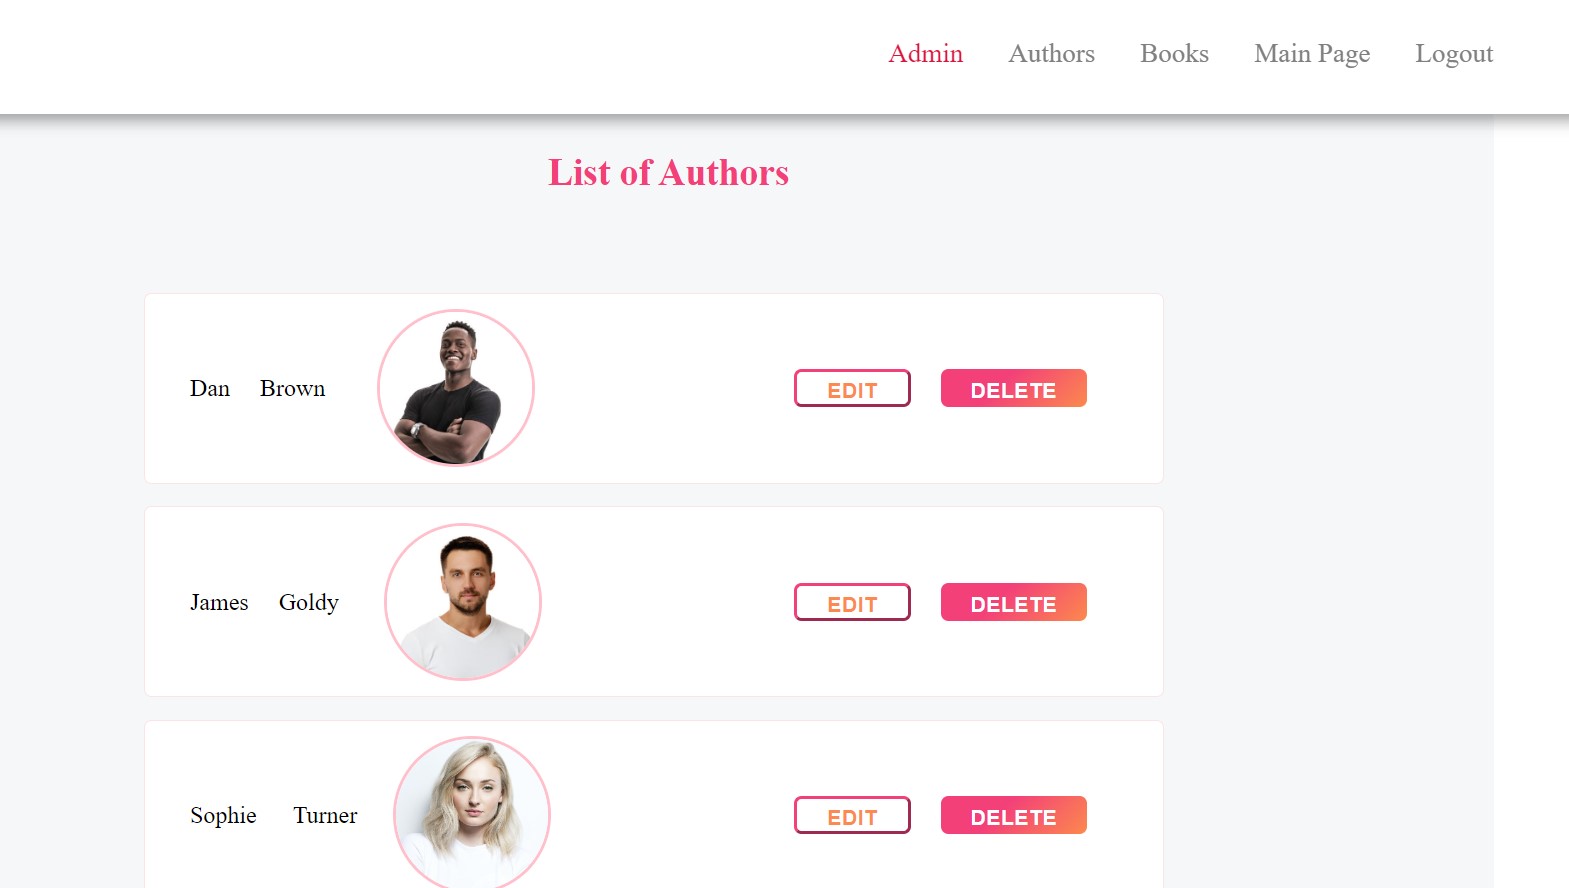 Admin Authors Books Main Page Logout
List of Authors
Dan Brown EDIT DELETE
James Goldy EDIT DELETE
Sophie Turner EDIT DELETE